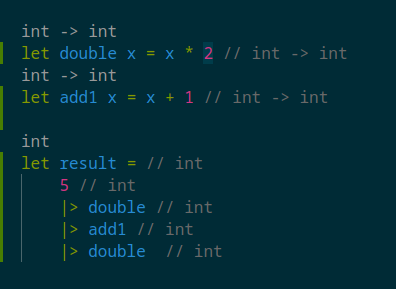 int -> int
let double x = x * 2 // int -> int
int -> int
let add1 x = x + 1 // int -> int
int
let result = // int
5 // int
|> double // int
|> add1 // int
|> double  // int